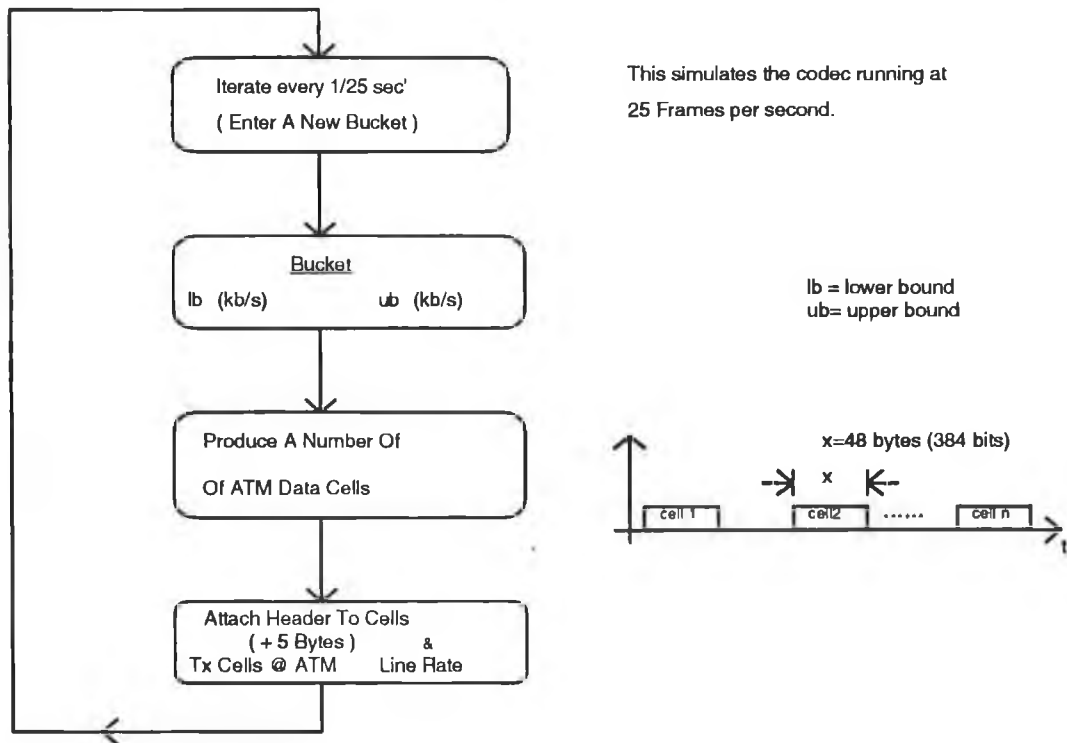 Iterate every 1/25 sec'
( Enter A New Bucket )
This simulates the codec running at
25 Frames per second.
Bucket
lb (kb/s) ub (kb/s)
lb = lower bound
ub= upper bound
Produce A Number Of
Of ATM Data Cells
x=48 bytes (384 bits)
x
cell 1 cell2 ...... cell n
t
Attach Header To Cells
( + 5 Bytes ) &
Tx Cells @ ATM Line Rate